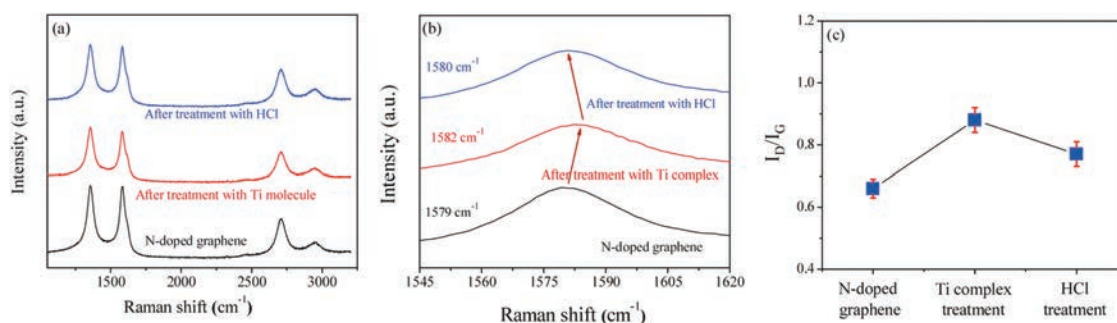 (a)
After treatment with HCl
After treatment with Ti molecule
N-doped graphene
Intensity (a.u.)
1500
2000
2500
3000
Raman shift (cm⁻¹)
(b)
1580 cm⁻¹
After treatment with HCl
1582 cm⁻¹
After treatment with Ti complex
1579 cm⁻¹
N-doped graphene
Intensity (a.u.)
1545
1560
1575
1590
1605
1620
Raman shift (cm⁻¹)
(c)
1.2
1.0
0.8
0.6
0.4
I_D/I_G
N-doped
graphene
Ti complex
treatment
HCl
treatment